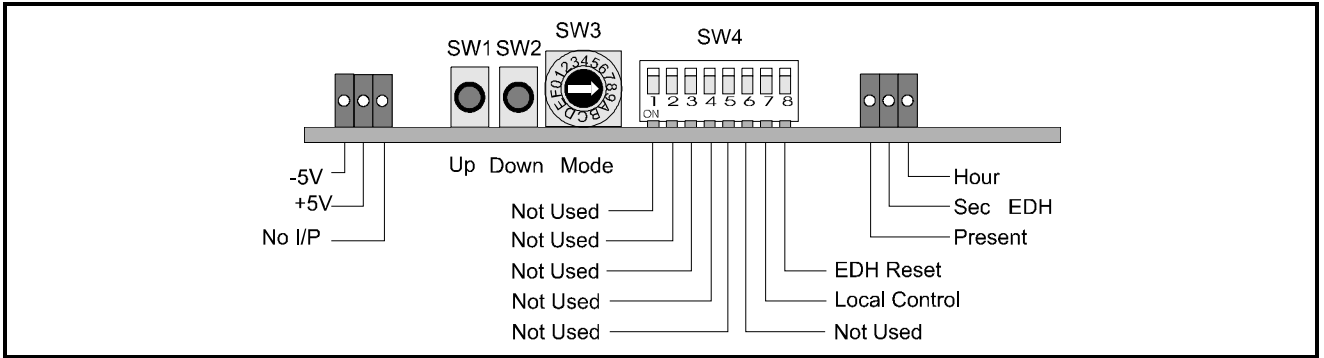 SW3
SW1 SW2
SW4
0123456789ABCDEF
1 2 3 4 5 6 7 8
ON
Up Down Mode
-5V
+5V
No I/P
Not Used
Not Used
Not Used
Not Used
Not Used
Hour
Sec EDH
Present
EDH Reset
Local Control
Not Used